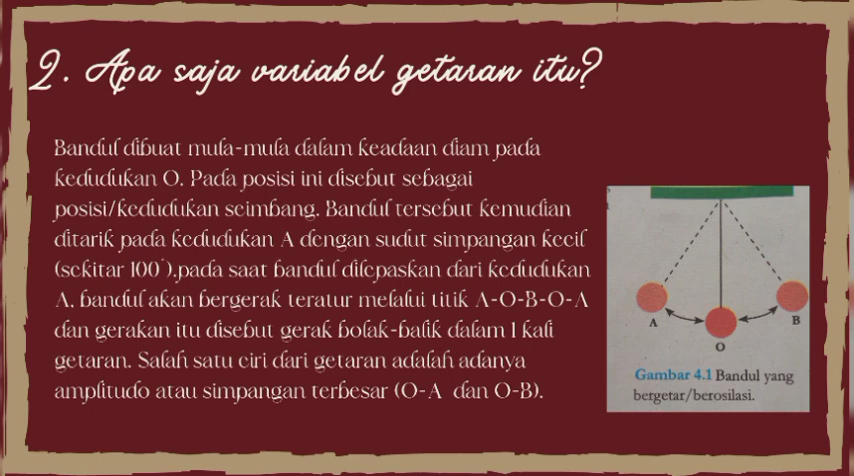 2. Apa saja variabel getaran itu?
Bandul dibuat mula-mula dalam keadaan diam pada
kedudukan O. Pada posisi ini disebut sebagai
posisi/kedudukan seimbang. Bandul tersebut kemudian
ditarik pada kedudukan A dengan sudut simpangan kecil
(sekitar 100°),pada saat bandul dilepaskan dari kedudukan
A, bandul akan bergerak teratur melalui titik A-O-B-O-A
dan gerakan itu disebut gerak bolak-balik dalam 1 kali
getaran. Salah satu ciri dari getaran adalah adanya
amplitudo atau simpangan terbesar (O-A dan O-B).
A
B
O
Gambar 4.1 Bandul yang
bergetar/berosilasi.